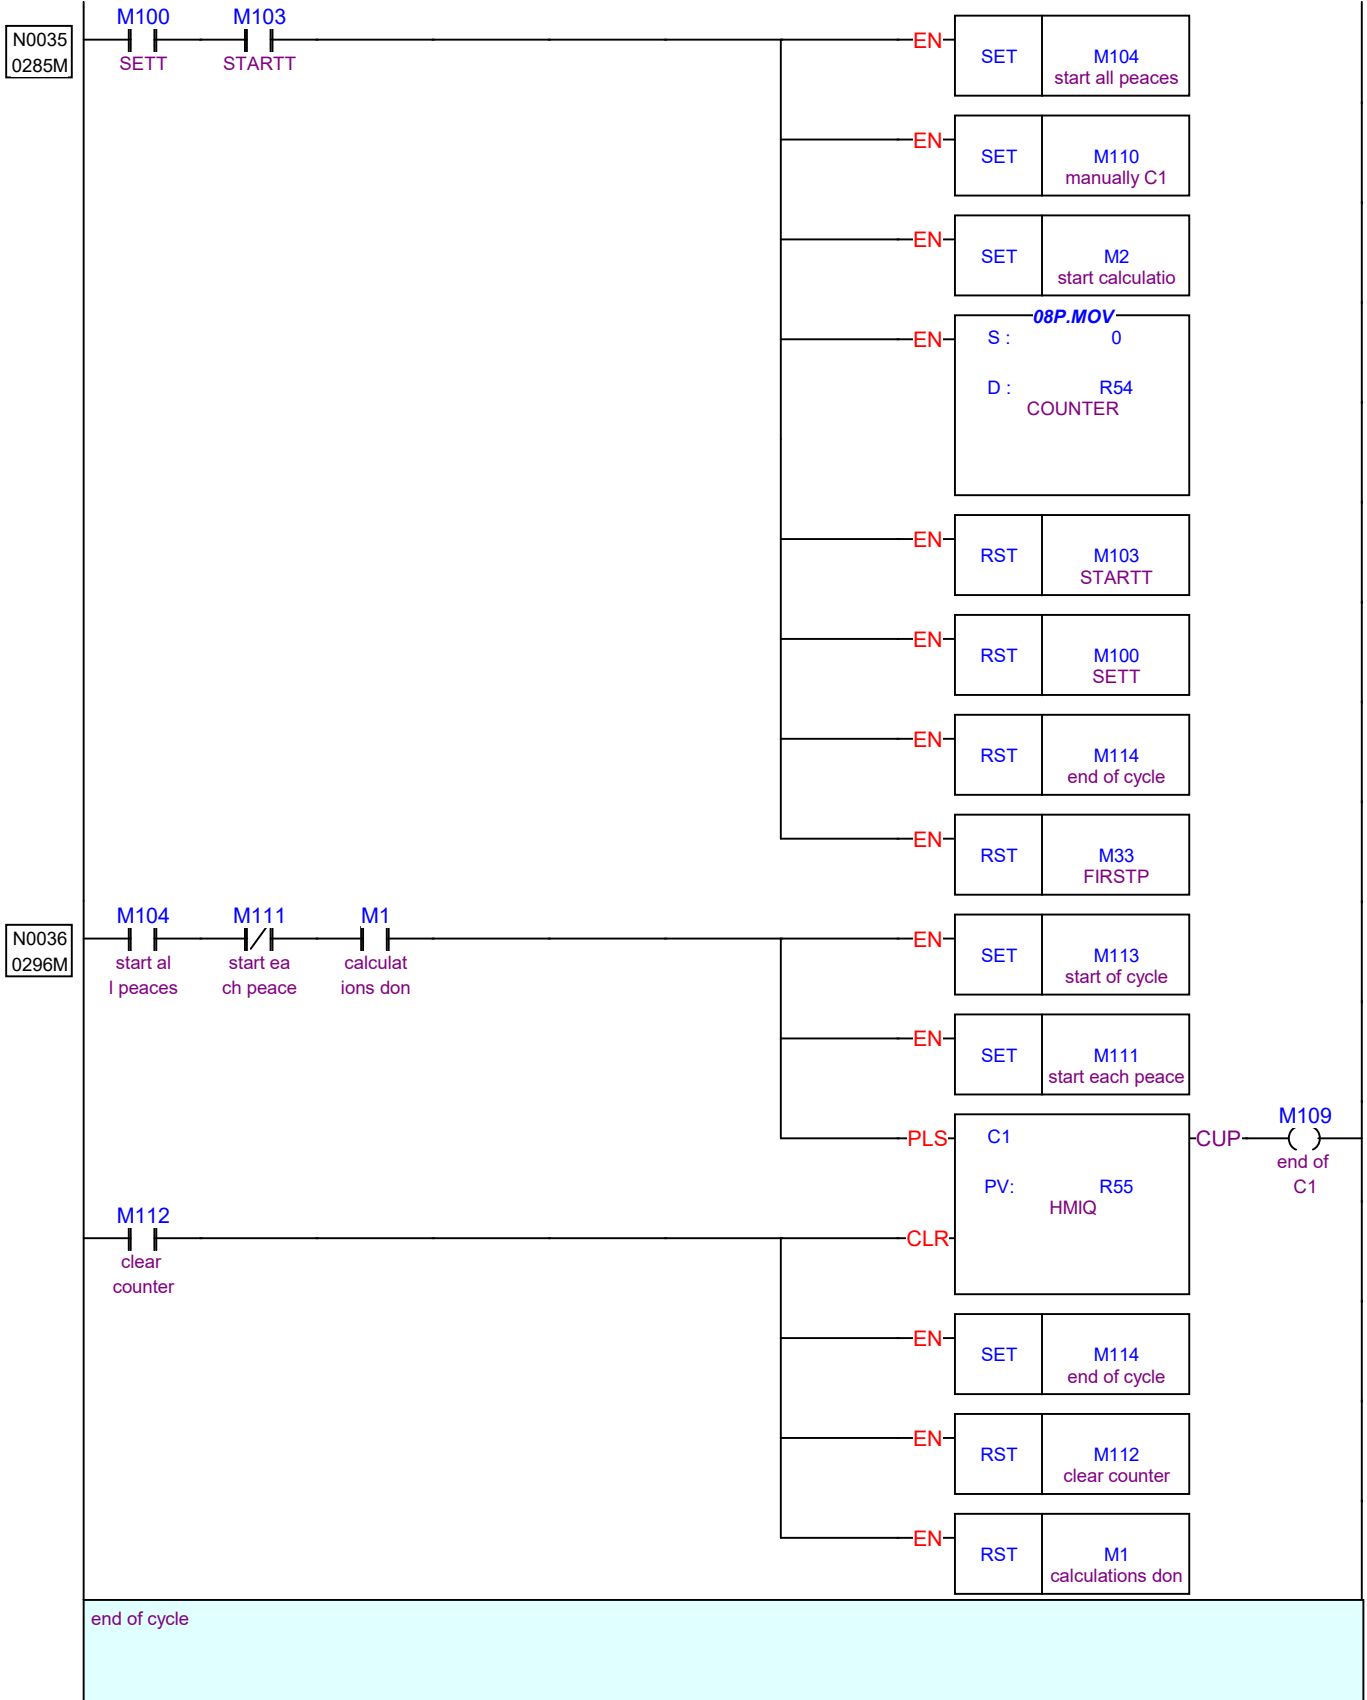 M100 M103
N0035
0285M
SETT STARTT
EN SET M104
start all peaces
EN SET M110
manually C1
EN SET M2
start calculatio
08P.MOV
EN S : 0
D : R54
COUNTER
EN RST M103
STARTT
EN RST M100
SETT
EN RST M114
end of cycle
EN RST M33
FIRSTP
M104 M111 M1
N0036
0296M
start al start ea calculat
l peaces ch peace ions don
EN SET M113
start of cycle
EN SET M111
start each peace
PLS C1 CUP M109
end of
C1
PV: R55
HMIQ
M112
CLR
clear
counter
EN SET M114
end of cycle
EN RST M112
clear counter
EN RST M1
calculations don
end of cycle